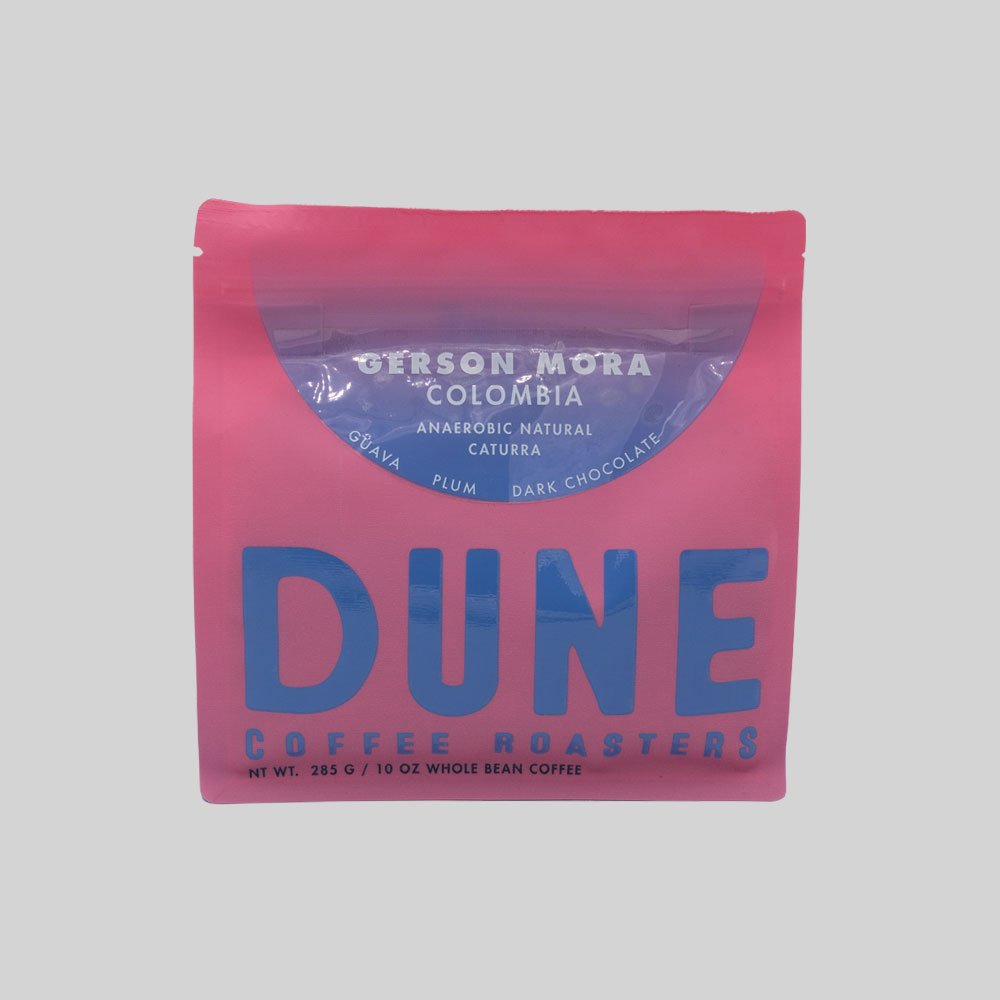 GERSON MORA
COLOMBIA
ANAEROBIC NATURAL
CATURRA
GUAVA PLUM DARK CHOCOLATE
DUNE
COFFEE ROASTERS
NT WT. 285 G / 10 OZ WHOLE BEAN COFFEE